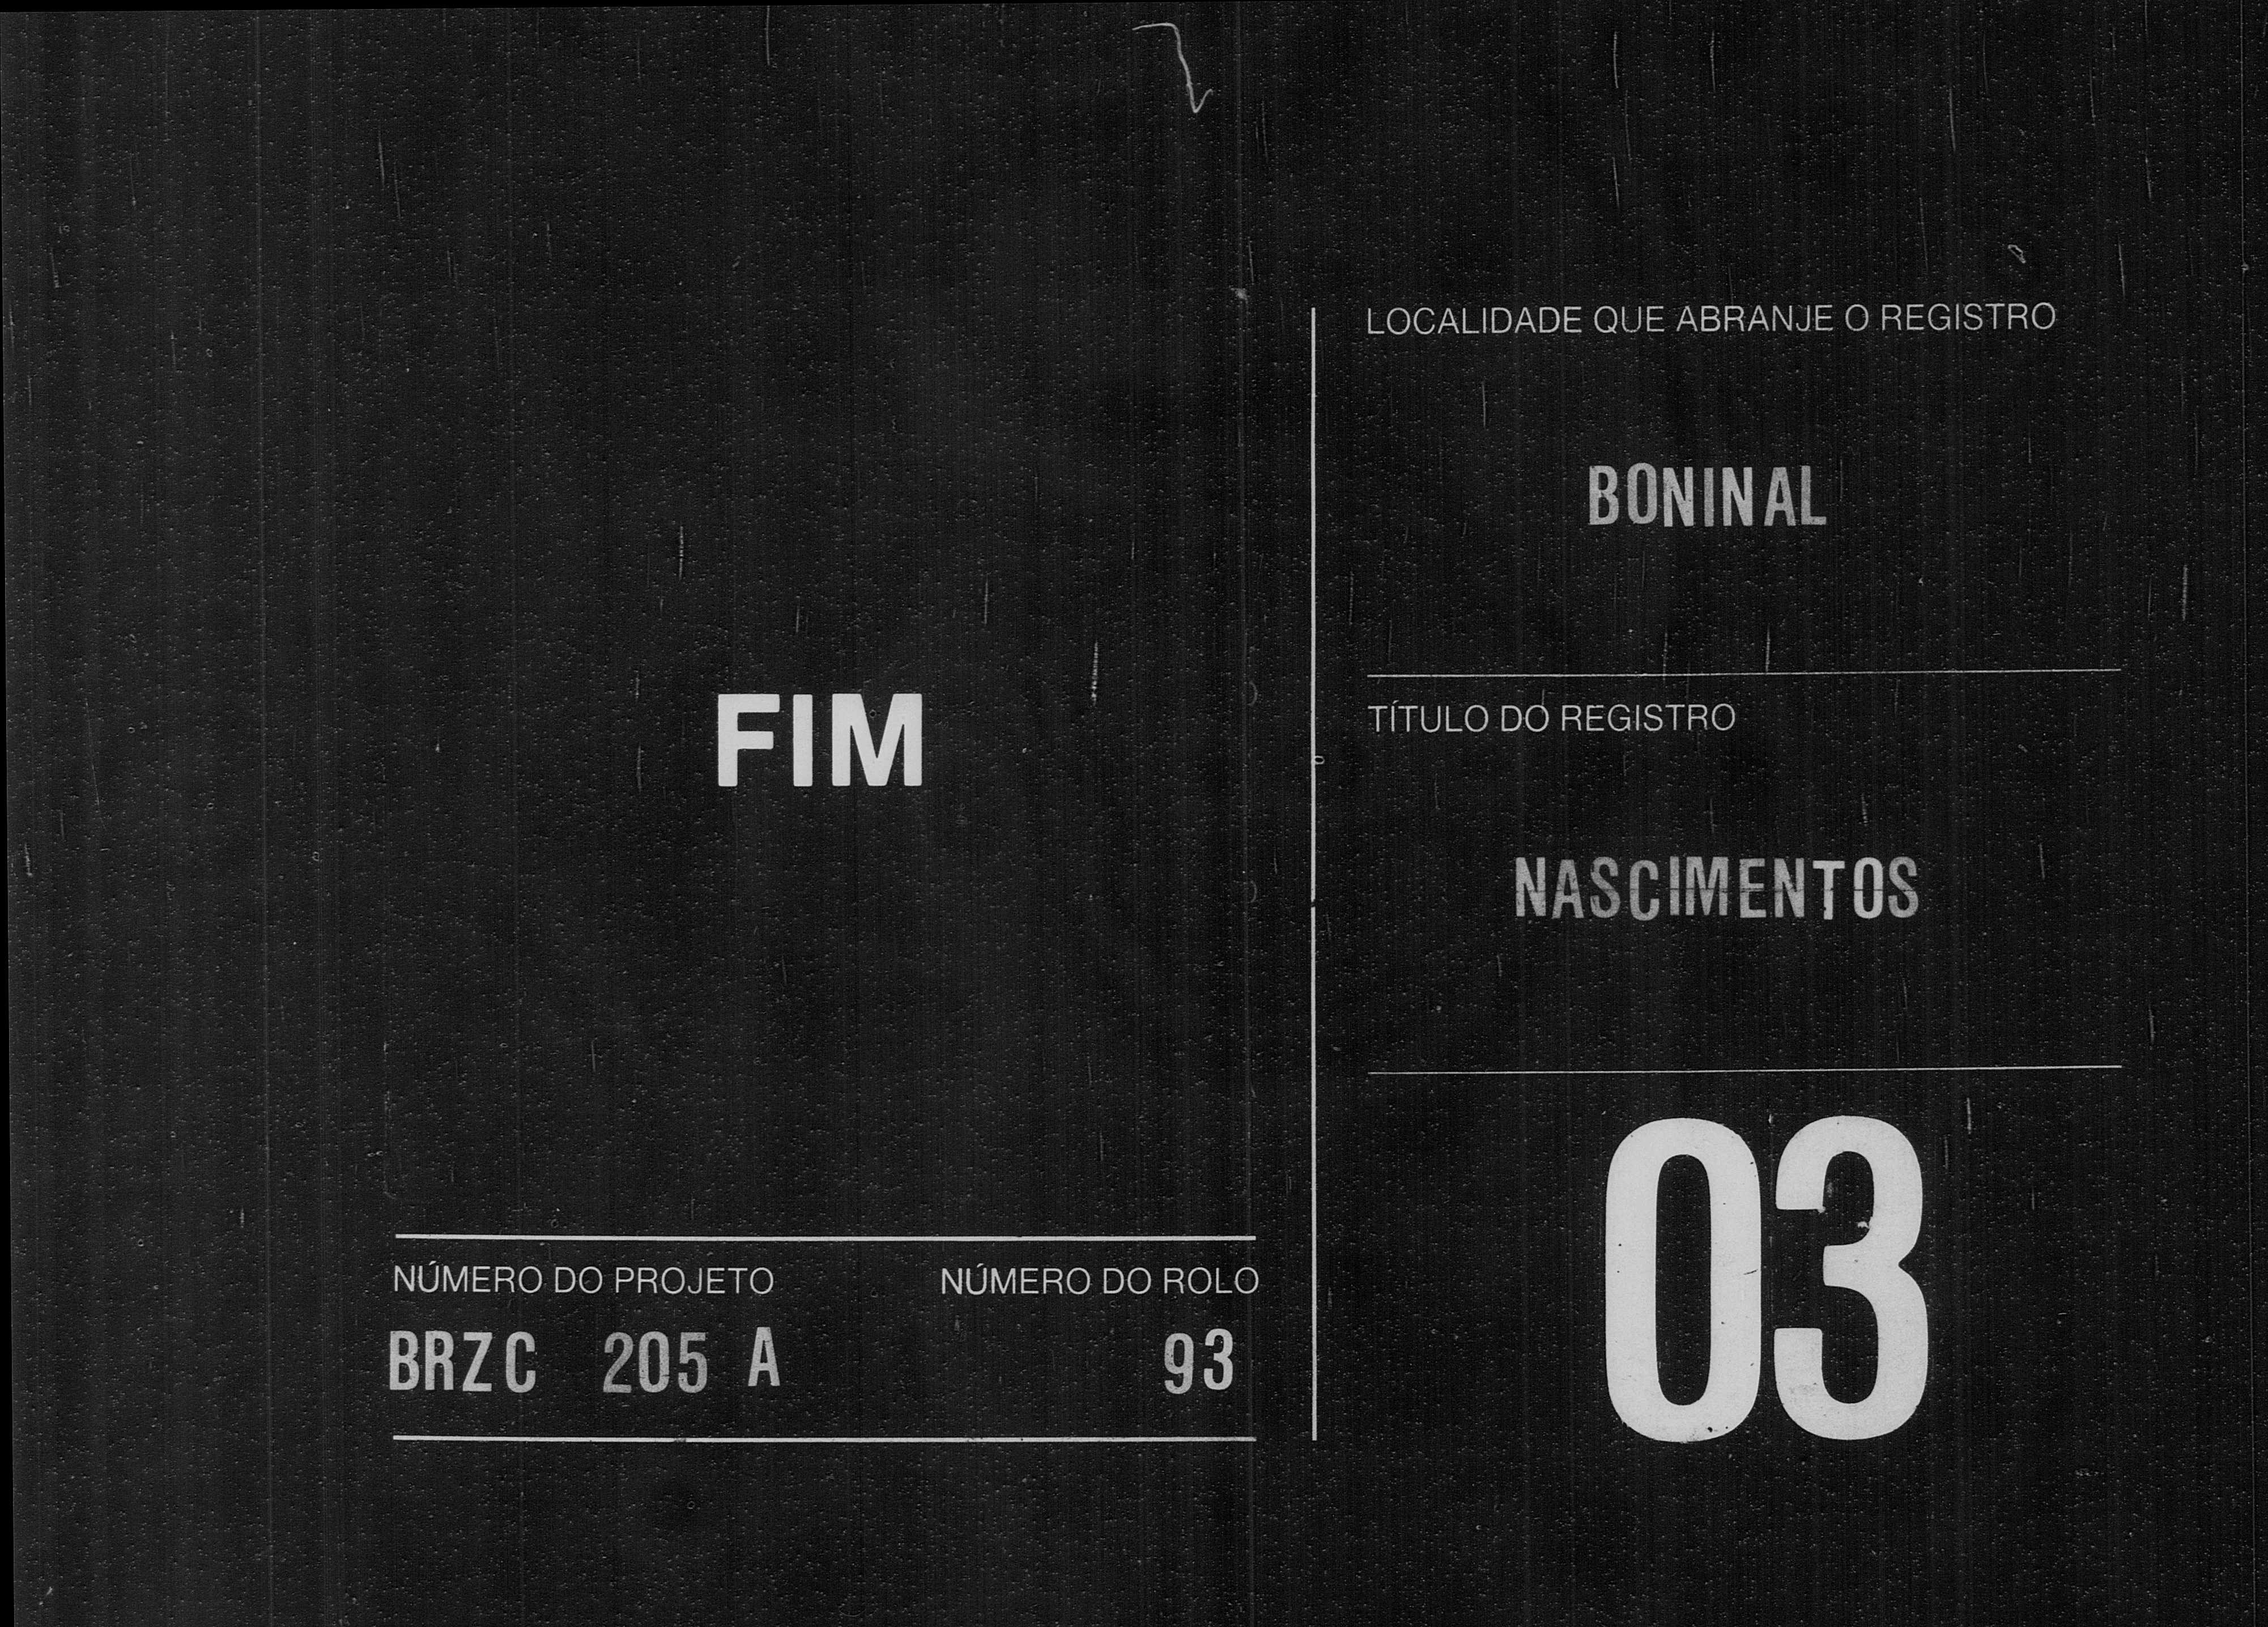 FIM
NÚMERO DO PROJETO
NÚMERO DO ROLO
BRZC 205 A
93
LOCALIDADE QUE ABRANJE O REGISTRO
BONINAL
TÍTULO DO REGISTRO
NASCIMENTOS
03